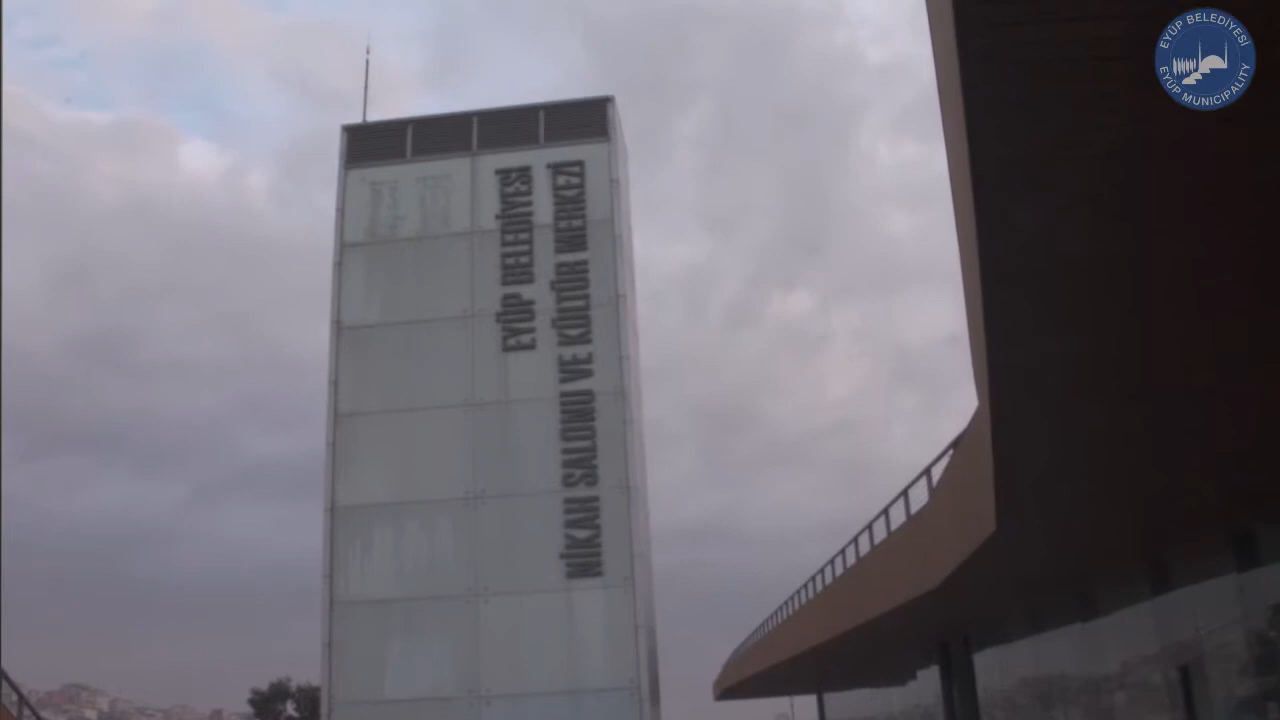 EYÜP BELEDİYESİ
NİKAH SALONU VE KÜLTÜR MERKEZİ
EYÜP BELEDİYESİ
EYÜP MUNICIPALITY